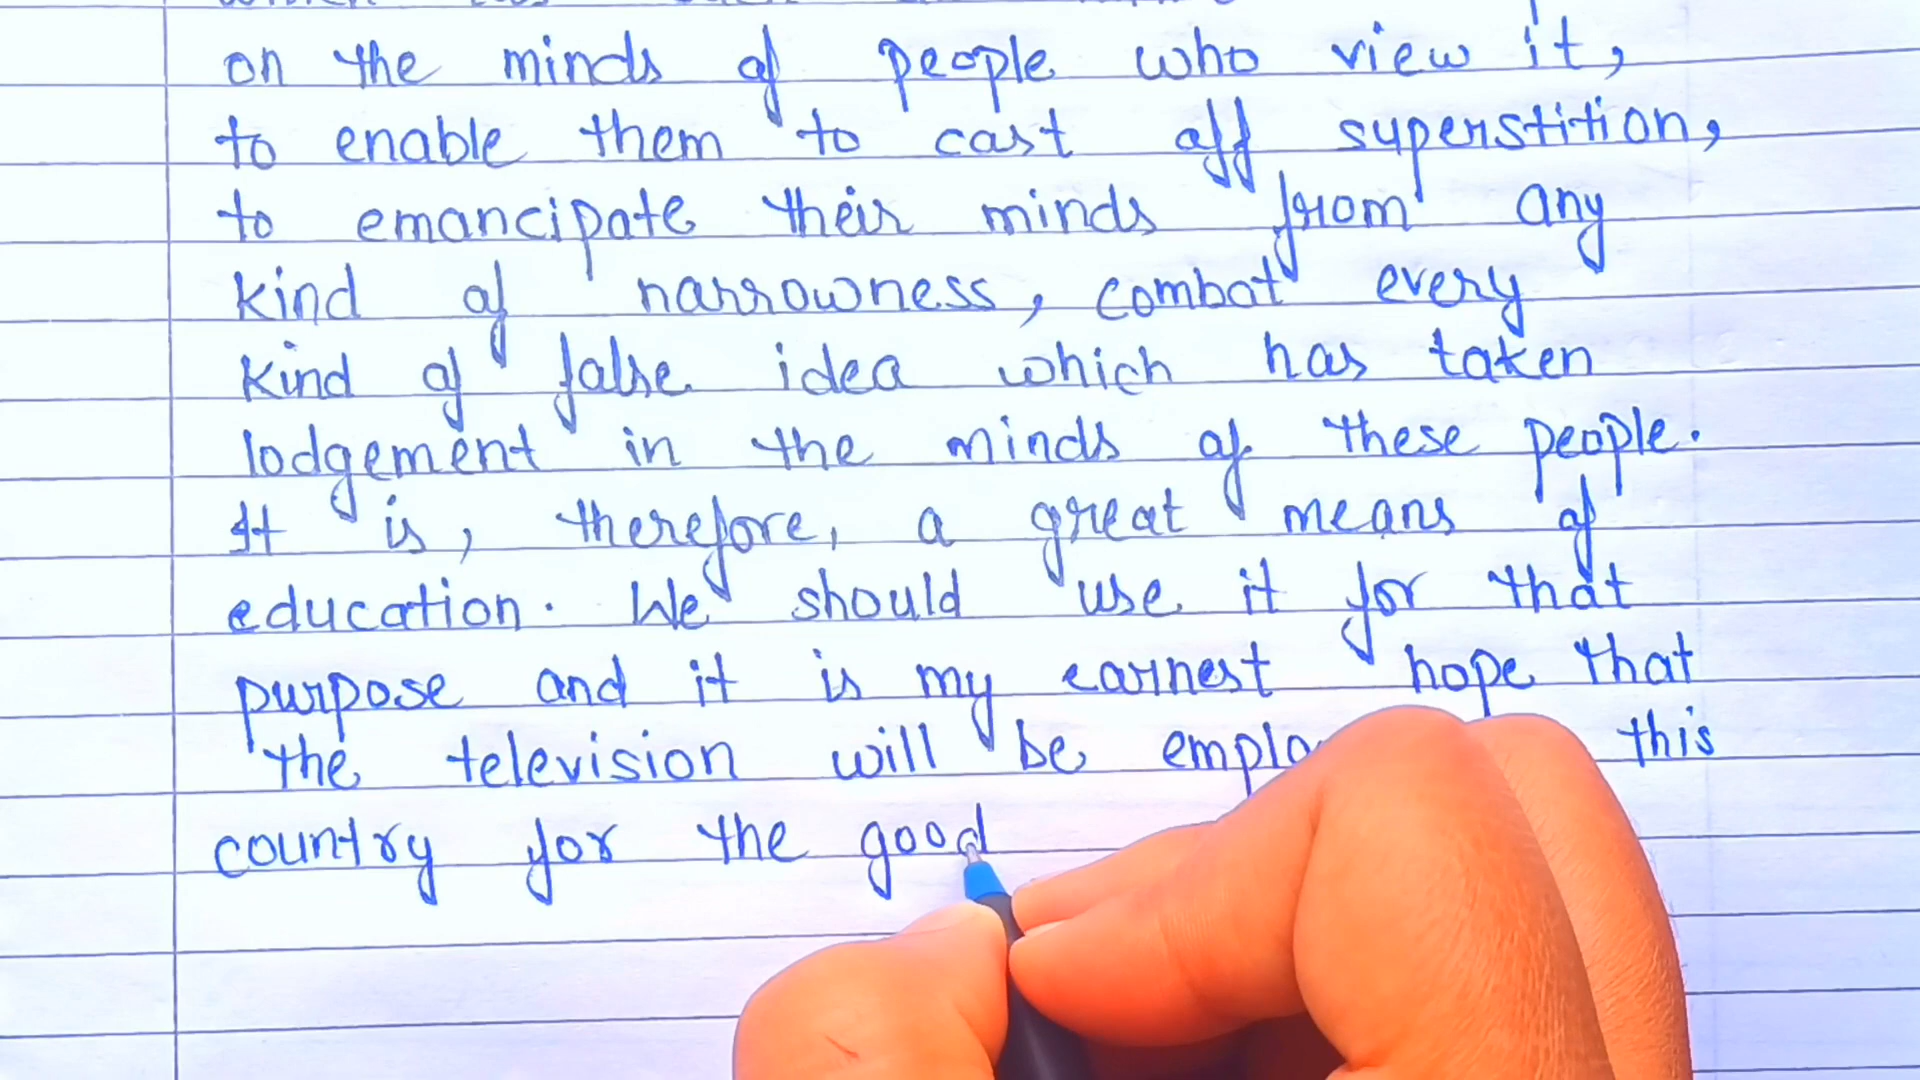 on the minds of people who view it,
to enable them to cast off superstition,
to emancipate their minds from any
kind of narrowness, combat every
kind of false idea which has taken
lodgement in the minds of these people.
It is, therefore, a great means of
education. We should use it for that
purpose and it is my earnest hope that
the television will be emplo this
country for the good